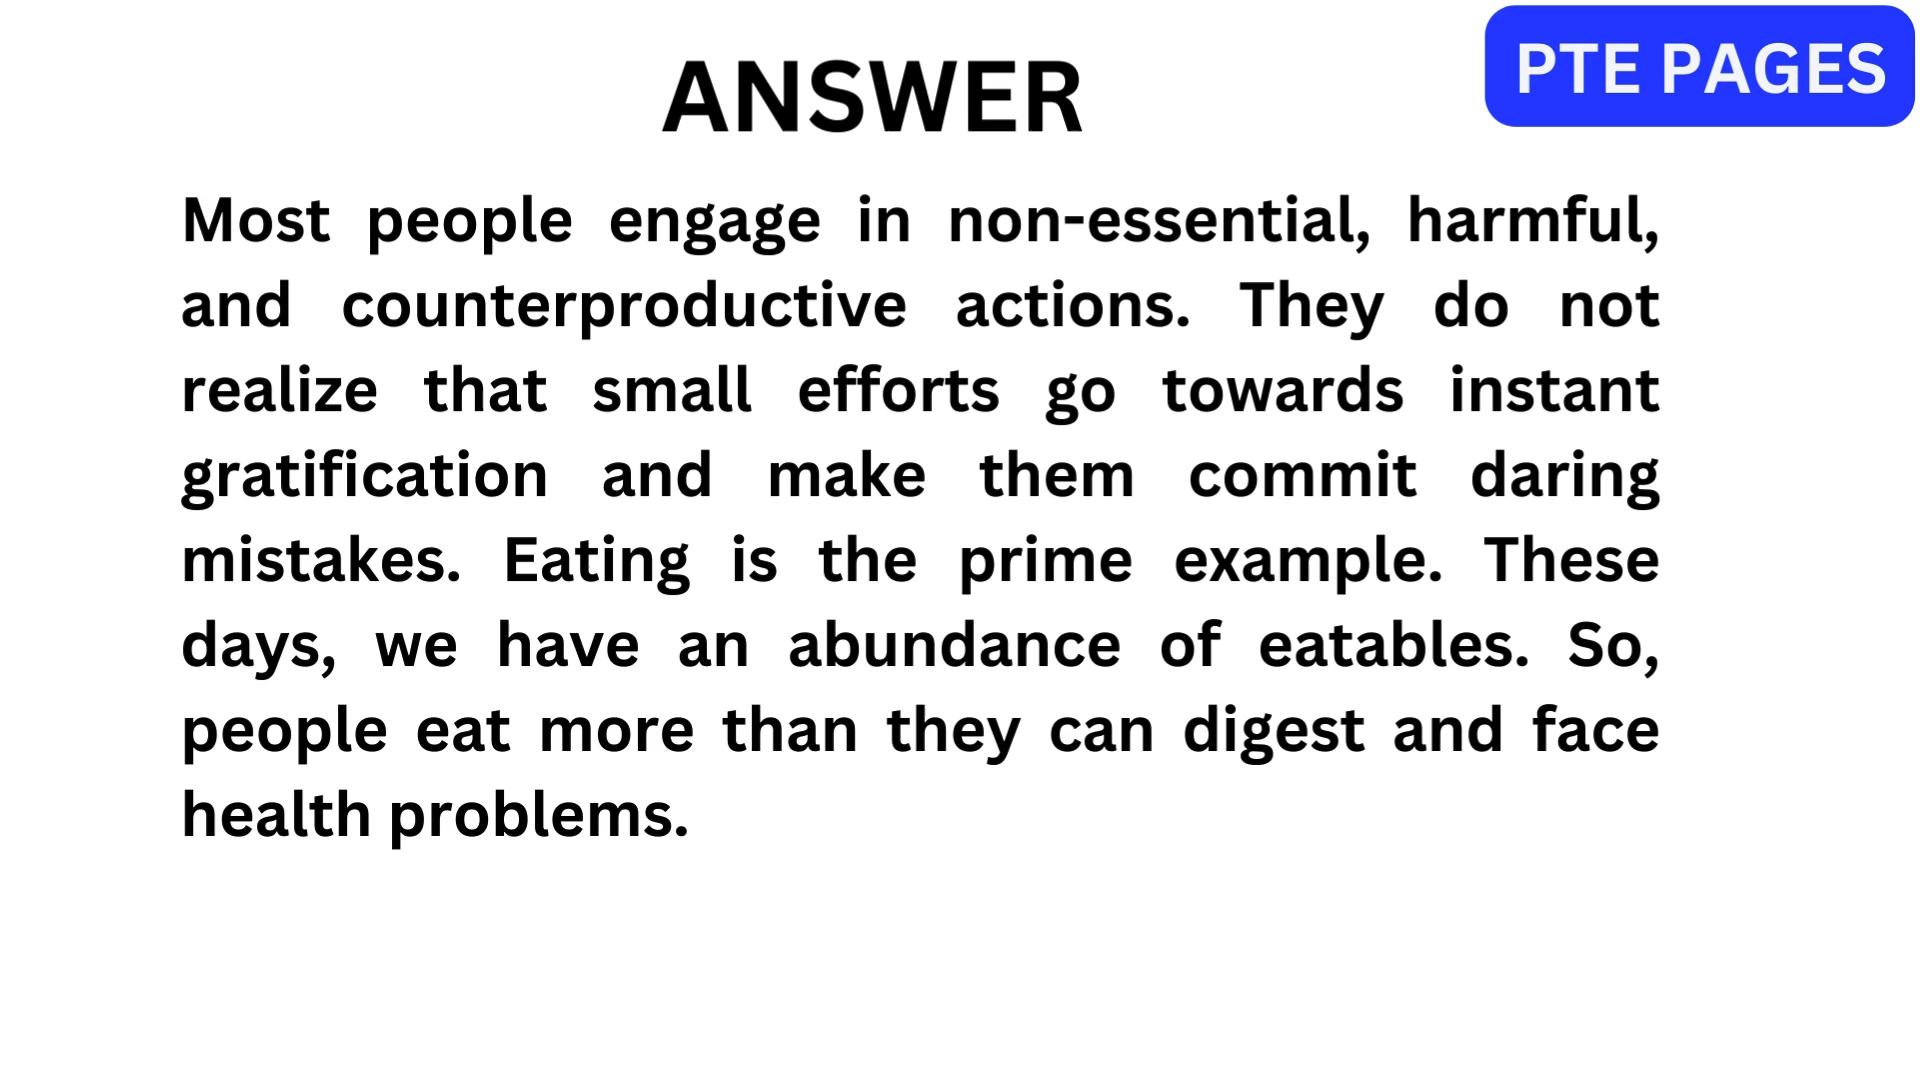 PTE PAGES
ANSWER
Most people engage in non-essential, harmful,
and counterproductive actions. They do not
realize that small efforts go towards instant
gratification and make them commit daring
mistakes. Eating is the prime example. These
days, we have an abundance of eatables. So,
people eat more than they can digest and face
health problems.